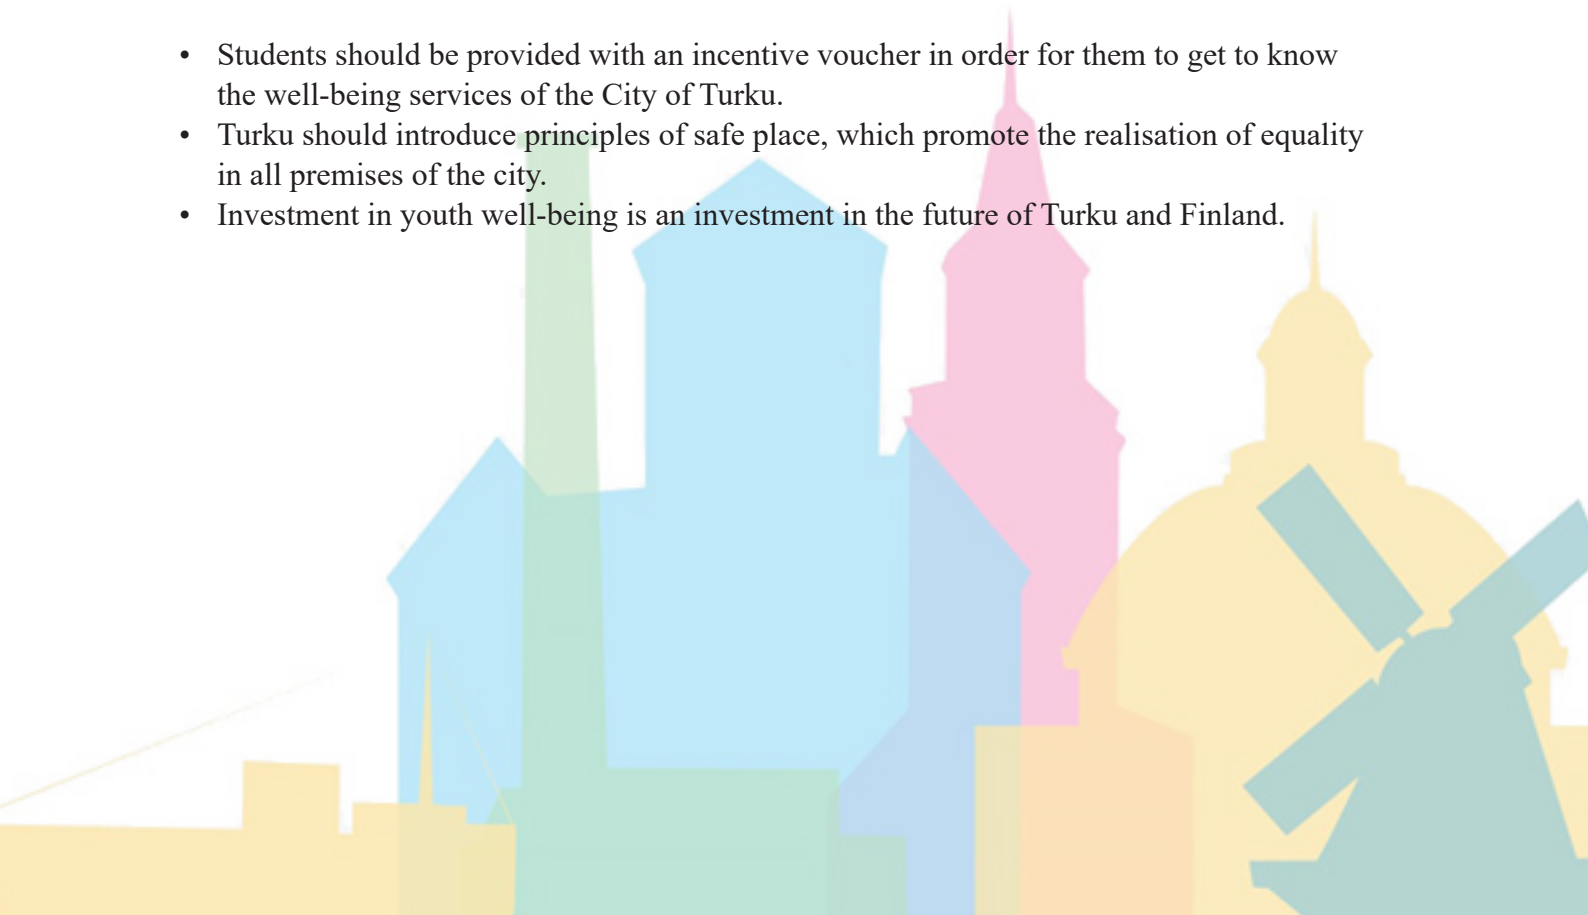 • Students should be provided with an incentive voucher in order for them to get to know
the well-being services of the City of Turku.
• Turku should introduce principles of safe place, which promote the realisation of equality
in all premises of the city.
• Investment in youth well-being is an investment in the future of Turku and Finland.